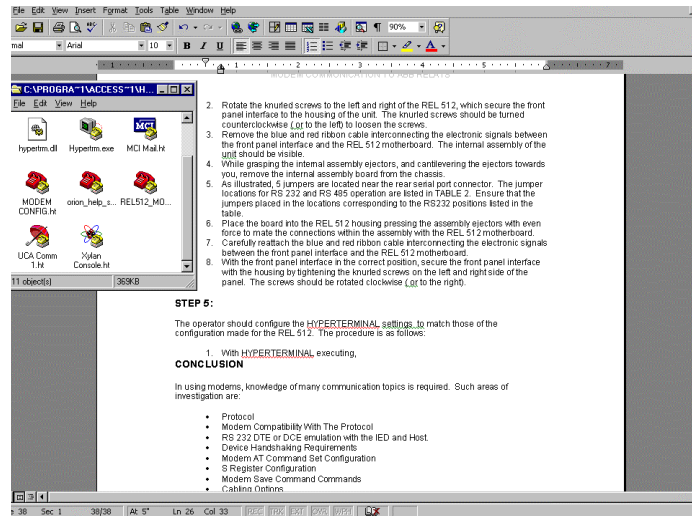 File Edit View Insert Format Tools Table Window Help
90%
mal Arial 10 B I U
1 1 2 3 4 5 7
MODEM COMMUNICATION TO ABB RELAYS
C:\PROGRA~1\ACCESS~1\H...
File Edit View Help
hypertrm.dll Hypertrm.exe MCI Mail.ht
MODEM CONFIG.ht orion_help_s... REL512_MO...
UCA Comm 1.ht Xylan Console.ht
11 object(s) 369KB
2. Rotate the knurled screws to the left and right of the REL 512, which secure the front
panel interface to the housing of the unit. The knurled screws should be turned
counterclockwise ( or to the left) to loosen the screws.
3. Remove the blue and red ribbon cable interconnecting the electronic signals between
the front panel interface and the REL 512 motherboard. The internal assembly of the
unit should be visible.
4. While grasping the internal assembly ejectors, and cantilevering the ejectors towards
you, remove the internal assembly board from the chassis.
5. As illustrated, 5 jumpers are located near the rear serial port connector. The jumper
locations for RS 232 and RS 485 operation are listed in TABLE 2. Ensure that the
jumpers placed in the locations corresponding to the RS232 positions listed in the
table.
6. Place the board into the REL 512 housing pressing the assembly ejectors with even
force to mate the connections within the assembly with the REL 512 motherboard.
7. Carefully reattach the blue and red ribbon cable interconnecting the electronic signals
between the front panel interface and the REL 512 motherboard.
8. With the front panel interface in the correct position, secure the front panel interface
with the housing by tightening the knurled screws on the left and right side of the
panel. The screws should be rotated clockwise ( or to the right).
STEP 5:
The operator should configure the HYPERTERMINAL settings to match those of the
configuration made for the REL 512. The procedure is as follows:
1. With HYPERTERMINAL executing,
CONCLUSION
In using modems, knowledge of many communication topics is required. Such areas of
investigation are:
• Protocol
• Modem Compatibility With The Protocol
• RS 232 DTE or DCE emulation with the IED and Host.
• Device Handshaking Requirements
• Modem AT Command Set Configuration
• S Register Configuration
• Modem Save Command Commands
• Cabling Options
e 38 Sec 1 38/38 At 5" Ln 26 Col 33 REC TRK EXT OVR WPH